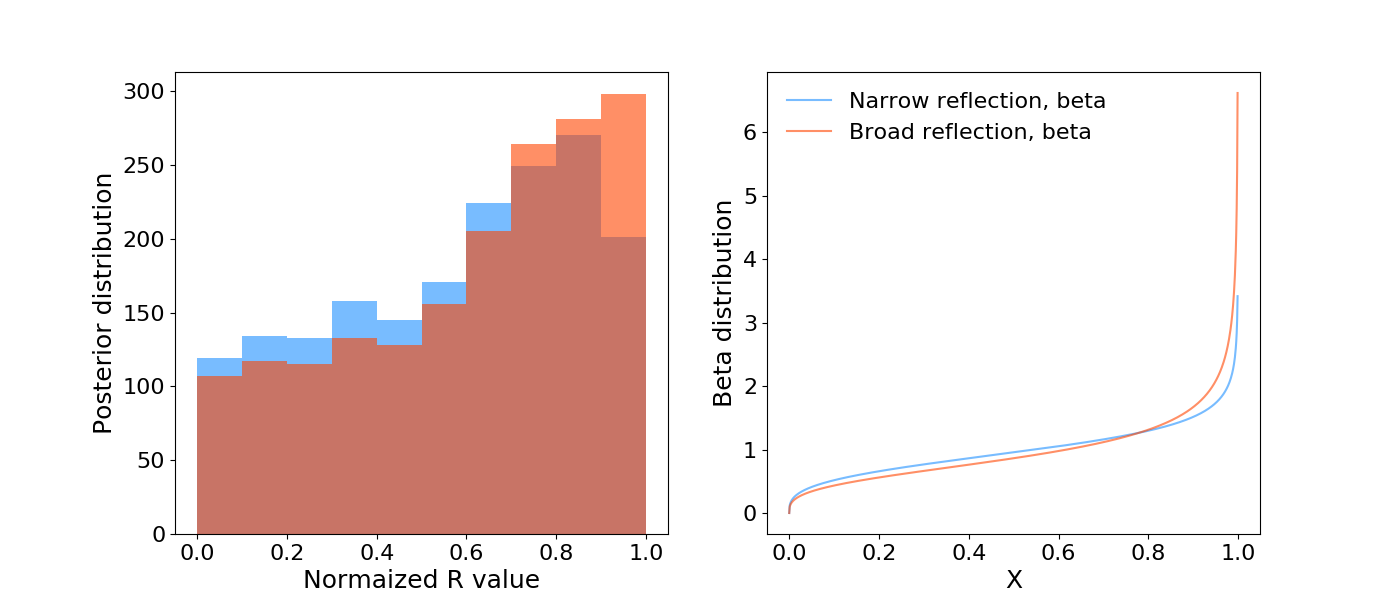 Posterior distribution
300
250
200
150
100
50
0
0.0 0.2 0.4 0.6 0.8 1.0
Normaized R value
Beta distribution
6
5
4
3
2
1
0
Narrow reflection, beta
Broad reflection, beta
0.0 0.2 0.4 0.6 0.8 1.0
X